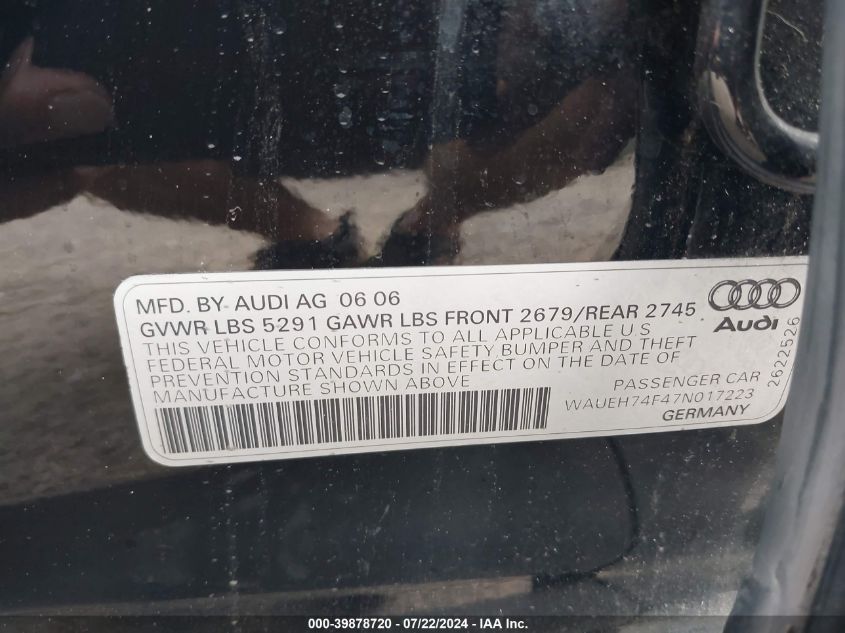 MFD. BY AUDI AG 06 06
GVWR LBS 5291 GAWR LBS FRONT 2679/REAR 2745
THIS VEHICLE CONFORMS TO ALL APPLICABLE U S
FEDERAL MOTOR VEHICLE SAFETY, BUMPER AND THEFT
PREVENTION STANDARDS IN EFFECT ON THE DATE OF
MANUFACTURE SHOWN ABOVE
Audi
2622526
PASSENGER CAR
WAUEH74F47N017223
GERMANY
000-39878720 - 07/22/2024 - IAA Inc.